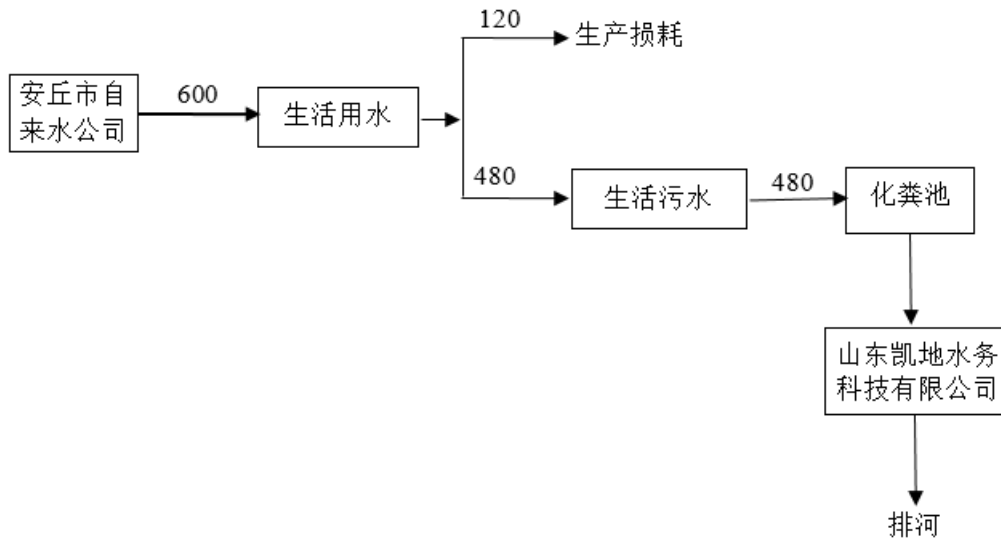 120
生产损耗
安丘市自
来水公司
600
生活用水
480
生活污水
480
化粪池
山东凯地水务
科技有限公司
排河